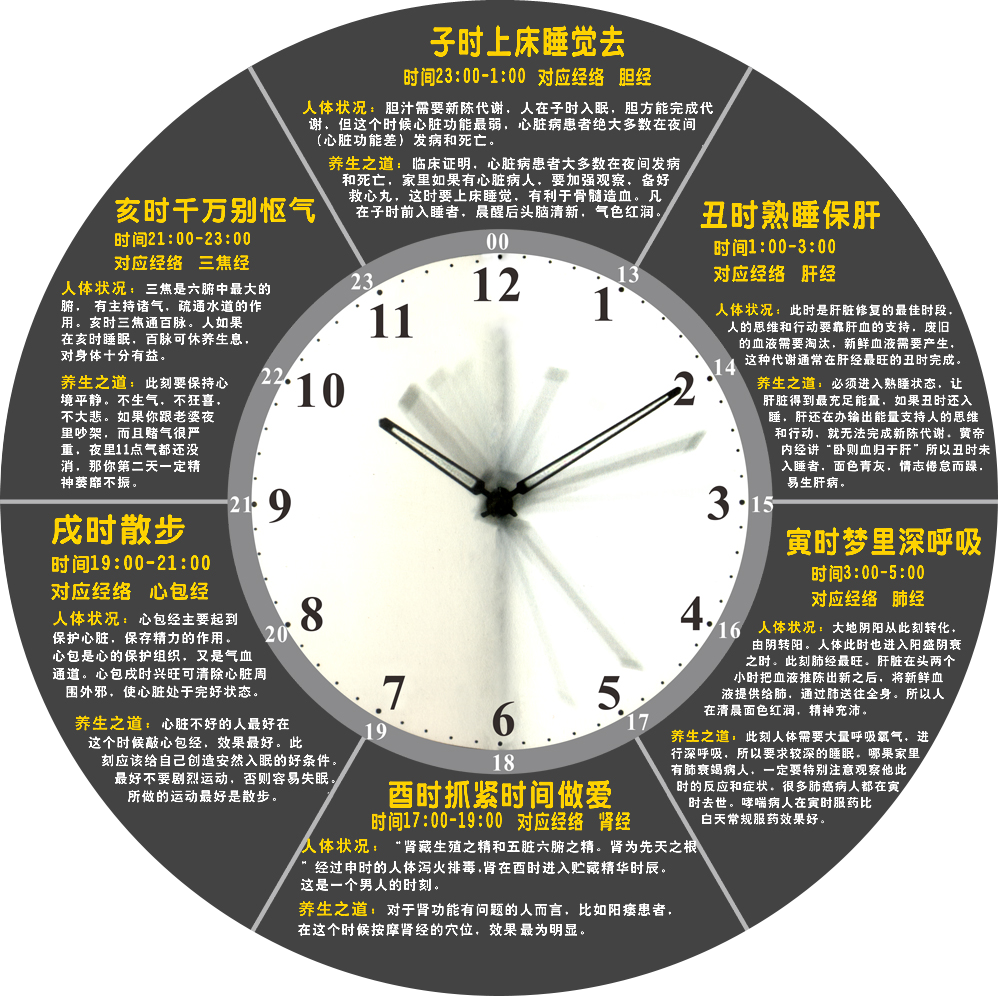 子时上床睡觉去
时间23:00-1:00 对应经络 胆经
人体状况：胆汁需要新陈代谢，人在子时入眠，胆方能完成代
谢，但这个时候心脏功能最弱，心脏病患者绝大多数在夜间
（心脏功能差）发病和死亡。
养生之道：临床证明，心脏病患者大多数在夜间发病
和死亡，家里如果有心脏病人，要加强观察，备好
救心丸，这时要上床睡觉，有利于骨髓造血。凡
在子时前入睡者，晨醒后头脑清新，气色红润。
丑时熟睡保肝
时间1:00-3:00
对应经络 肝经
人体状况：此时是肝脏修复的最佳时段，
人的思维和行动要靠肝血的支持，废旧
的血液需要淘汰，新鲜血液需要产生，
这种代谢通常在肝经最旺的丑时完成。
养生之道：必须进入熟睡状态，让
肝脏得到最充足能量，如果丑时还入
睡，肝还在办输出能量支持人的思维
和行动，就无法完成新陈代谢。黄帝
内经讲“卧则血归于肝”所以丑时未
入睡者，面色青灰，情志倦怠而躁，
易生肝病。
寅时梦里深呼吸
时间3:00-5:00
对应经络 肺经
人体状况：大地阴阳从此刻转化，
由阴转阳。人体此时也进入阳盛阴衰
之时。此刻肺经最旺。肝脏在头两个
小时把血液推陈出新之后，将新鲜血
液提供给肺，通过肺送往全身。所以人
在清晨面色红润，精神充沛。
养生之道：此刻人体需要大量呼吸氧气，进
行深呼吸，所以要求较深的睡眠。哪果家里
有肺衰竭病人，一定要特别注意观察他此
时的反应和症状，很多肺癌病人都在寅
时去世。哮喘病人在寅时服药比
白天常规服药效果好。
酉时抓紧时间做爱
时间17:00-19:00 对应经络 肾经
人体状况：“肾藏生殖之精和五脏六腑之精。肾为先天之根
”经过申时的人体泻火排毒，肾在酉时进入贮藏精华时辰。
这是一个男人的时刻。
养生之道：对于肾功能有问题的人而言，比如阳痿患者，
在这个时候按摩肾经的穴位，效果最为明显。
戌时散步
时间19:00-21:00
对应经络 心包经
人体状况：心包经主要起到
保护心脏，保存精力的作用。
心包是心的保护组织，又是气血
通道。心包戌时兴旺可清除心脏周
围外邪，使心脏处于完好状态。
养生之道：心脏不好的人最好在
这个时候敲心包经，效果最好。此
刻应该给自己创造安然入眠的好条件。
最好不要剧烈运动，否则容易失眠。
所做的运动最好是散步。
亥时千万别怄气
时间21:00-23:00
对应经络 三焦经
人体状况：三焦是六腑中最大的
腑， 有主持诸气，疏通水道的作
用。亥时三焦通百脉。人如果
在亥时睡眠，百脉可休养生息，
对身体十分有益。
养生之道：此刻要保持心
境平静。不生气，不狂喜，
不大悲。如果你跟老婆夜
里吵架，而且赌气很严
重，夜里11点气都还没
消，那你第二天一定精
神萎靡不振。
00
13
14
15
16
17
18
19
20
21
22
23
12
1
2
3
4
5
6
7
8
9
10
11